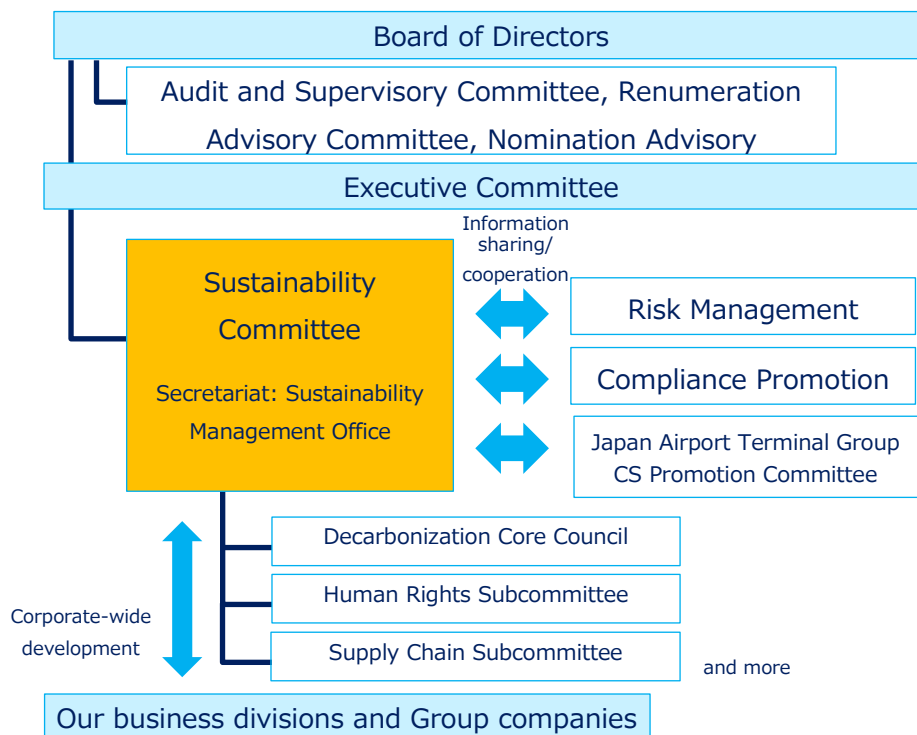 Board of Directors
Audit and Supervisory Committee, Renumeration
Advisory Committee, Nomination Advisory
Executive Committee
Information
sharing/
cooperation
Sustainability
Committee
Secretariat: Sustainability
Management Office
Risk Management
Compliance Promotion
Japan Airport Terminal Group
CS Promotion Committee
Decarbonization Core Council
Human Rights Subcommittee
Supply Chain Subcommittee
and more
Corporate-wide
development
Our business divisions and Group companies